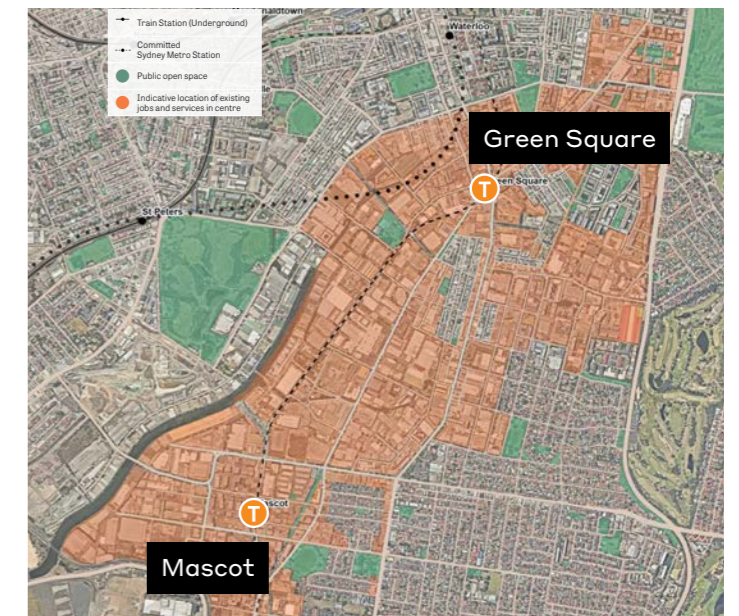 Train Station (Underground)
Committed
Sydney Metro Station
Public open space
Indicative location of existing
jobs and services in centre
Waterloo
Green Square
T
St Peters
T
Mascot